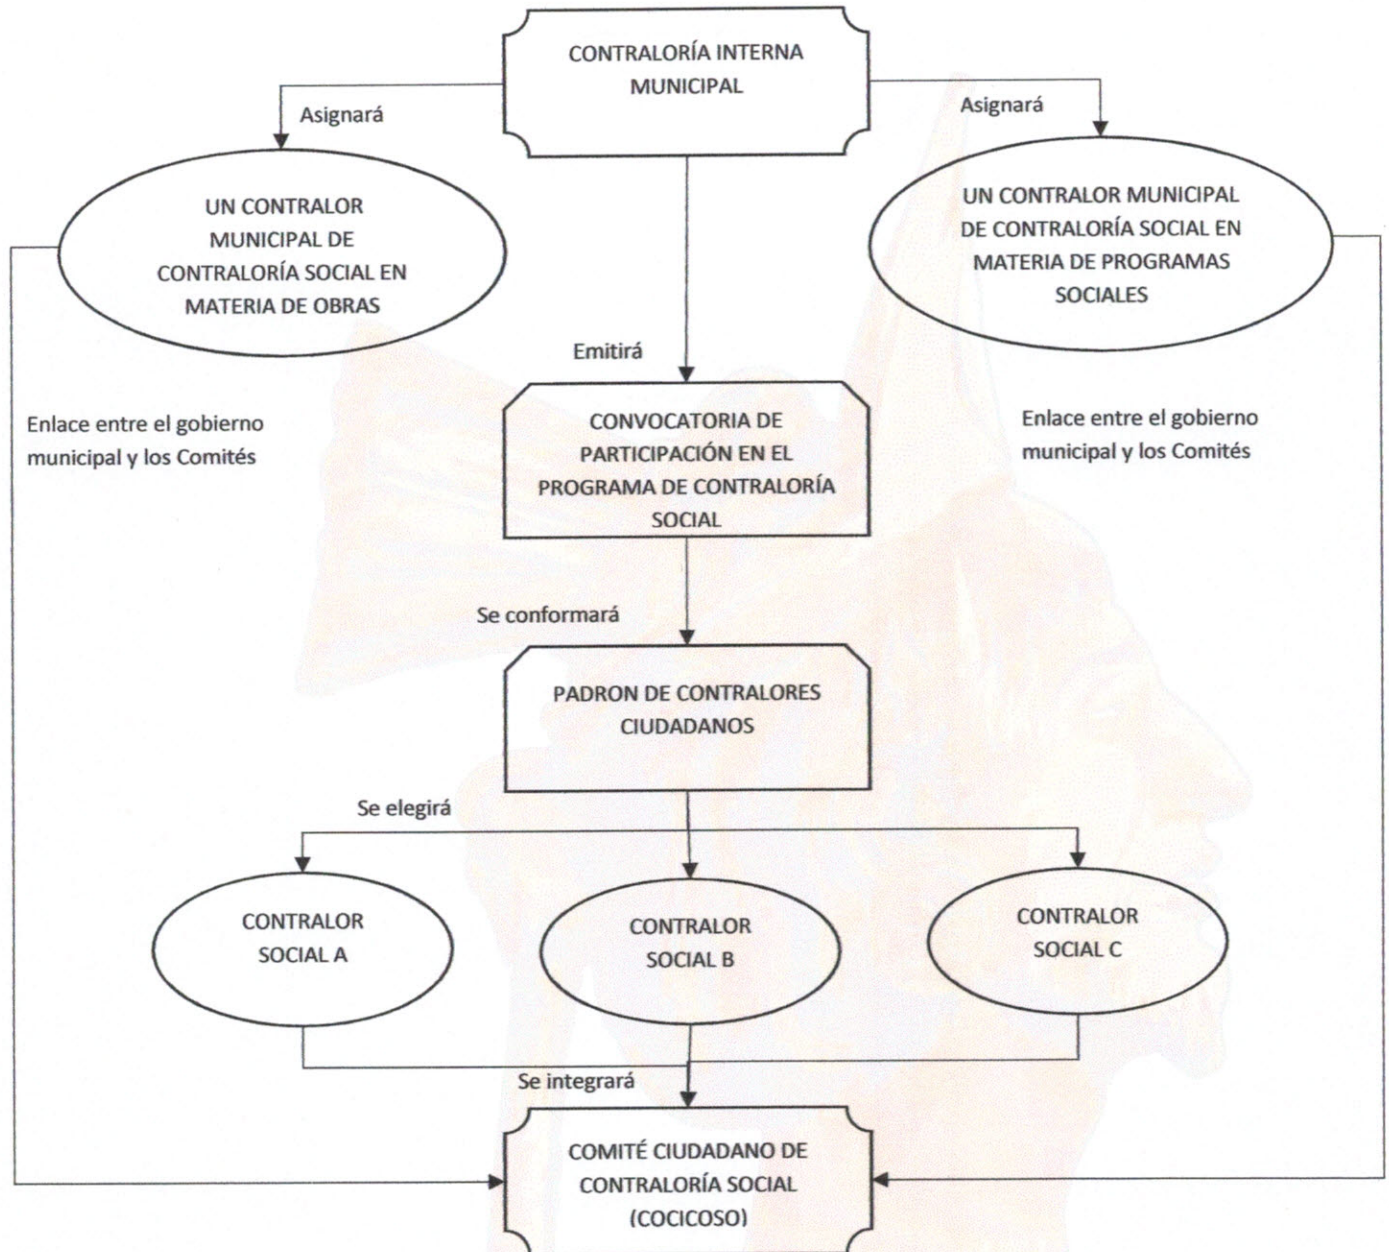 CONTRALORÍA INTERNA
MUNICIPAL
Asignará
Asignará
UN CONTRALOR
MUNICIPAL DE
CONTRALORÍA SOCIAL EN
MATERIA DE OBRAS
UN CONTRALOR MUNICIPAL
DE CONTRALORÍA SOCIAL EN
MATERIA DE PROGRAMAS
SOCIALES
Emitirá
Enlace entre el gobierno
municipal y los Comités
CONVOCATORIA DE
PARTICIPACIÓN EN EL
PROGRAMA DE CONTRALORÍA
SOCIAL
Enlace entre el gobierno
municipal y los Comités
Se conformará
PADRON DE CONTRALORES
CIUDADANOS
Se elegirá
CONTRALOR
SOCIAL A
CONTRALOR
SOCIAL B
CONTRALOR
SOCIAL C
Se integrará
COMITÉ CIUDADANO DE
CONTRALORÍA SOCIAL
(COCICOSO)